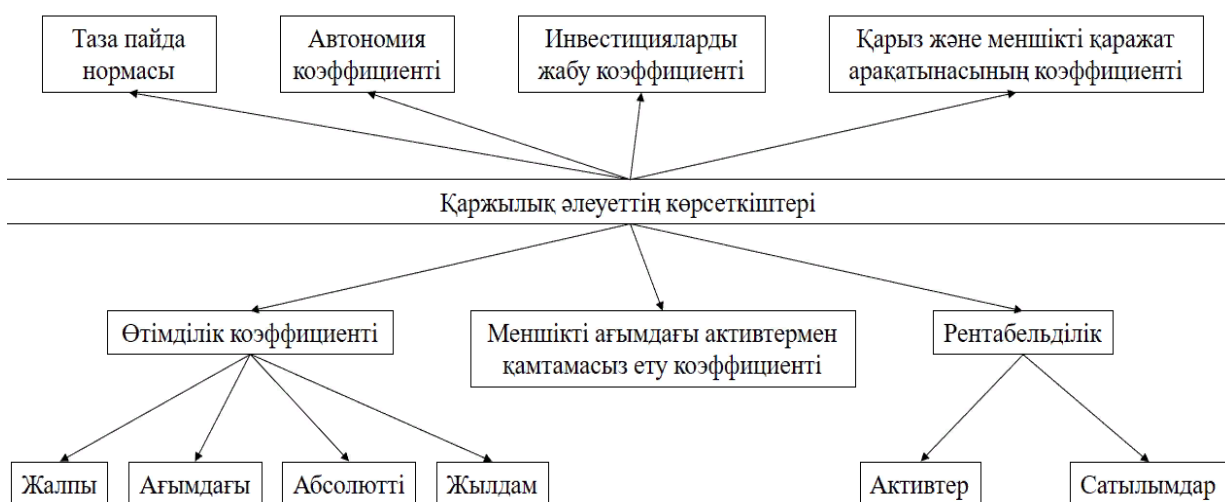 Таза пайда
нормасы
Автономия
коэффициенті
Инвестицияларды
жабу коэффициенті
Қарыз және меншікті қаражат
арақатынасының коэффициенті
Қаржылық әлеуеттің көрсеткіштері
Өтімділік коэффициенті
Меншікті ағымдағы активтермен
қамтамасыз ету коэффициенті
Рентабельділік
Жалпы
Ағымдағы
Абсолютті
Жылдам
Активтер
Сатылымдар